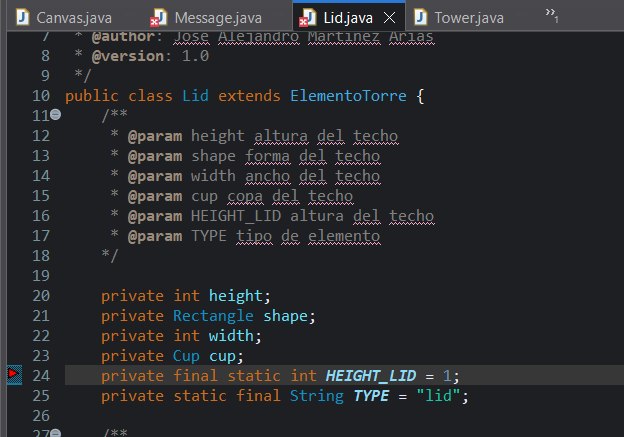 Canvas.java Message.java Lid.java Tower.java »1
7 * @author: Jose Alejandro Martinez Arias
8 * @version: 1.0
9 */
10 public class Lid extends ElementoTorre {
11 /**
12 * @param height altura del techo
13 * @param shape forma del techo
14 * @param width ancho del techo
15 * @param cup copa del techo
16 * @param HEIGHT_LID altura del techo
17 * @param TYPE tipo de elemento
18 */
19
20 private int height;
21 private Rectangle shape;
22 private int width;
23 private Cup cup;
24 private final static int HEIGHT_LID = 1;
25 private static final String TYPE = "lid";
26
27 /**